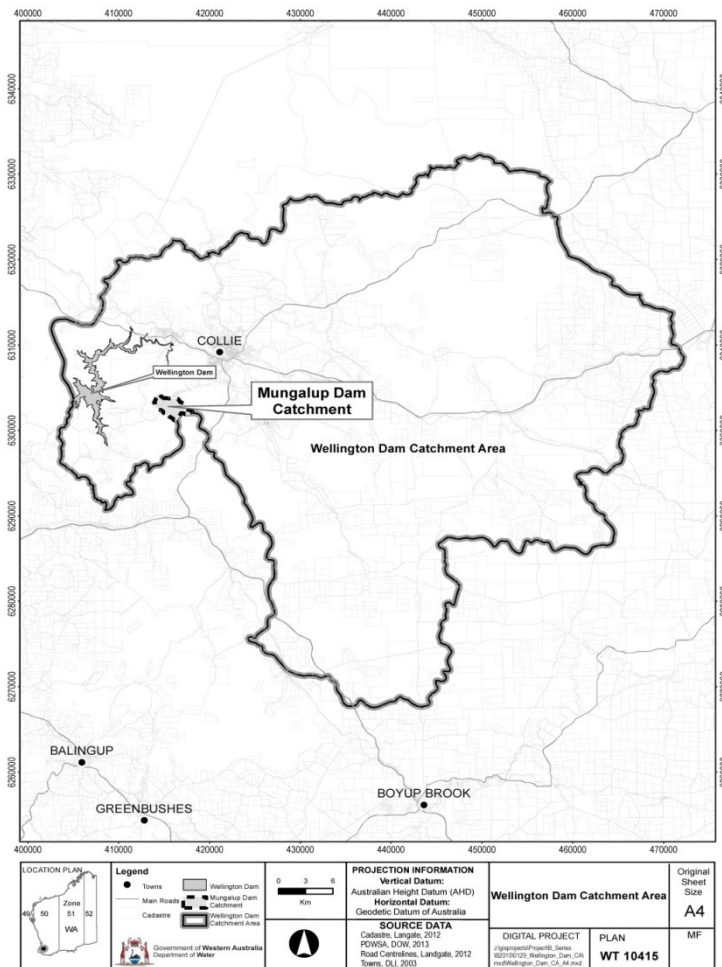 400000 410000 420000 430000 440000 450000 460000 470000
6340000
6330000
6320000
6310000
6300000
6290000
6280000
6270000
6260000
COLLIE
Wellington Dam
Mungalup Dam
Catchment
Wellington Dam Catchment Area
BALINGUP
GREENBUSHES
BOYUP BROOK
400000 410000 420000 430000 440000 450000 460000 470000
LOCATION PLAN
Zone
49 50 51 52
WA
Legend
Towns
Main Roads
Cadastre
Wellington Dam
Mungalup Dam
Catchment
Wellington Dam
Catchment Area
Government of Western Australia
Department of Water
0 3 6
Km
PROJECTION INFORMATION
Vertical Datum:
Australian Height Datum (AHD)
Horizontal Datum:
Geodetic Datum of Australia
SOURCE DATA
Cadastre, Langate, 2012
PDWSA, DOW, 2013
Road Centrelines, Landgate, 2012
Towns, DLI, 2003
Wellington Dam Catchment Area
DIGITAL PROJECT
PLAN
WT 10415
Original
Sheet
Size
A4
MF